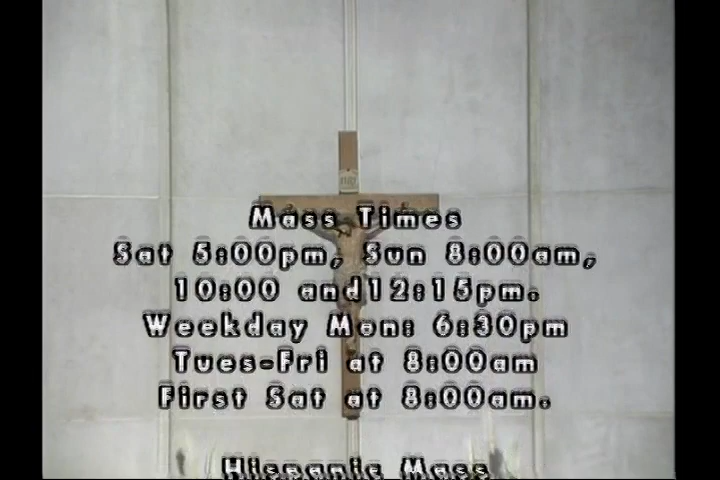 Mass Times
Sat 5:00pm, Sun 8:00am,
10:00 and12:15pm.
Weekday Mon: 6:30pm
Tues-Fri at 8:00am
First Sat at 8:00am.
Hispanic Mass